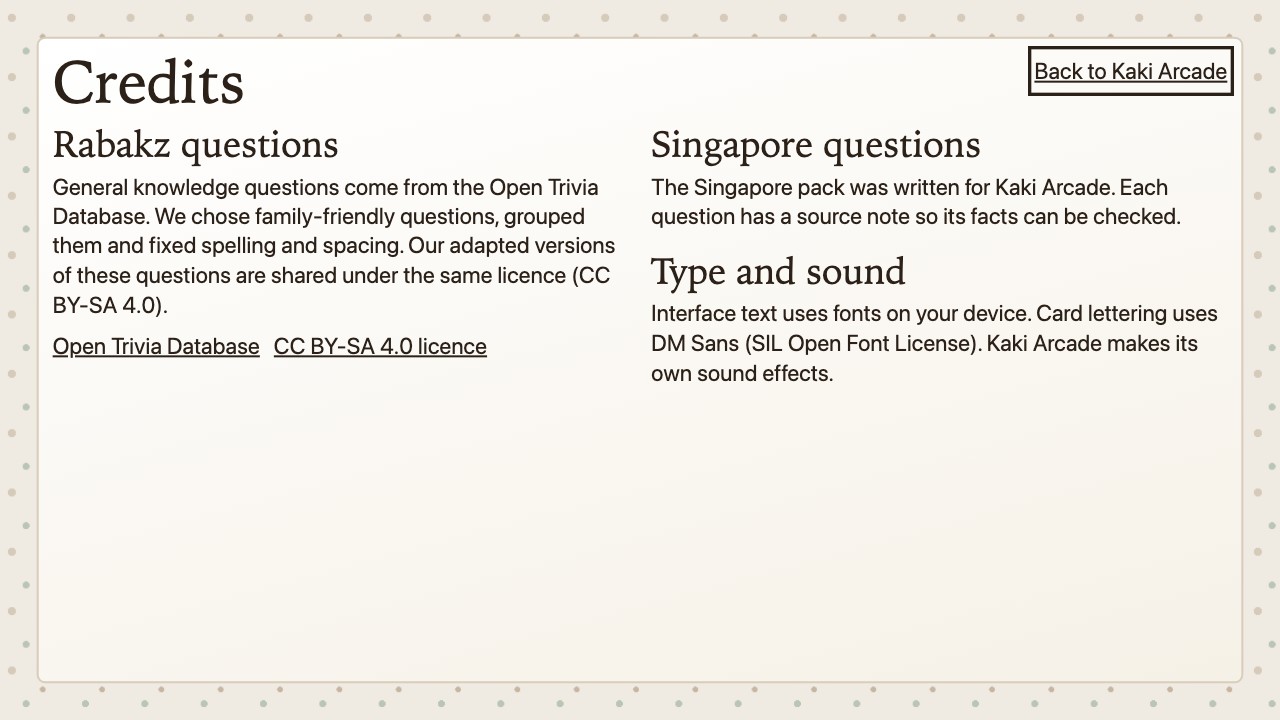 Credits
Back to Kaki Arcade
Rabakz questions
General knowledge questions come from the Open Trivia
Database. We chose family-friendly questions, grouped
them and fixed spelling and spacing. Our adapted versions
of these questions are shared under the same licence (CC
BY-SA 4.0).
Open Trivia Database CC BY-SA 4.0 licence
Singapore questions
The Singapore pack was written for Kaki Arcade. Each
question has a source note so its facts can be checked.
Type and sound
Interface text uses fonts on your device. Card lettering uses
DM Sans (SIL Open Font License). Kaki Arcade makes its
own sound effects.